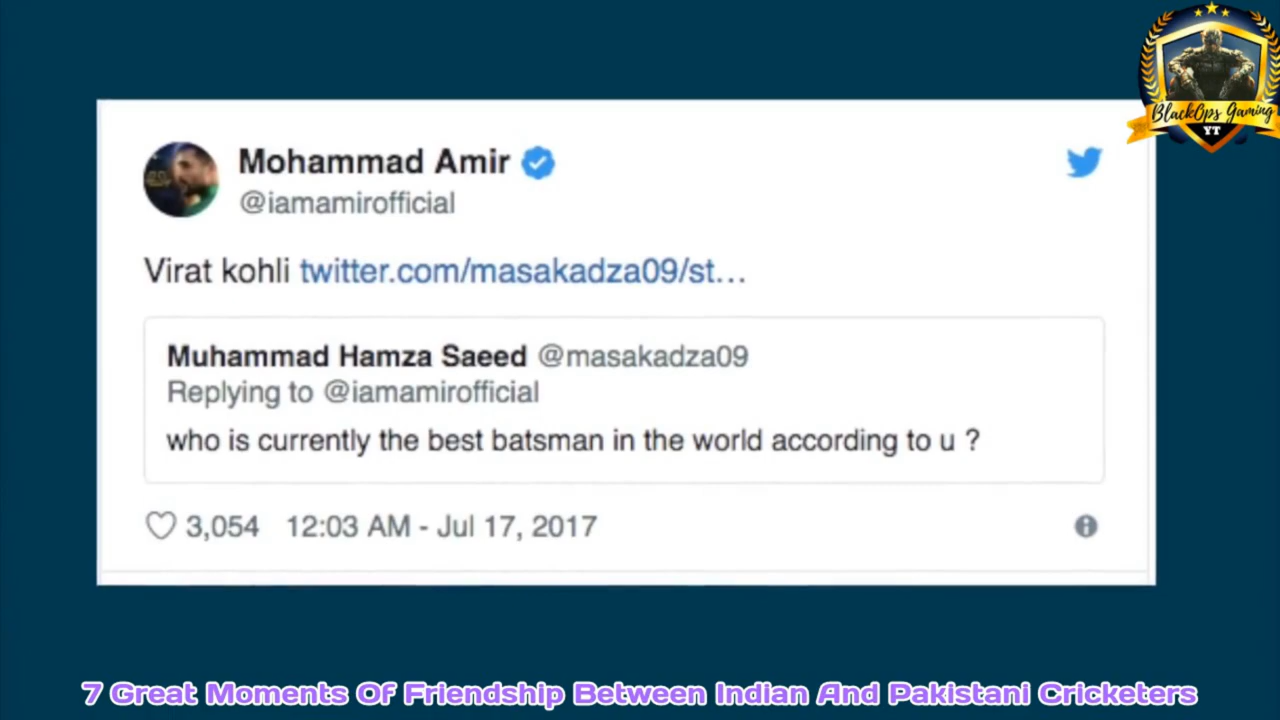 BlackOps Gaming
YT
Mohammad Amir
@iamamirofficial
Virat kohli twitter.com/masakadza09/st...
Muhammad Hamza Saeed @masakadza09
Replying to @iamamirofficial
who is currently the best batsman in the world according to u ?
3,054 12:03 AM - Jul 17, 2017
7 Great Moments Of Friendship Between Indian And Pakistani Cricketers